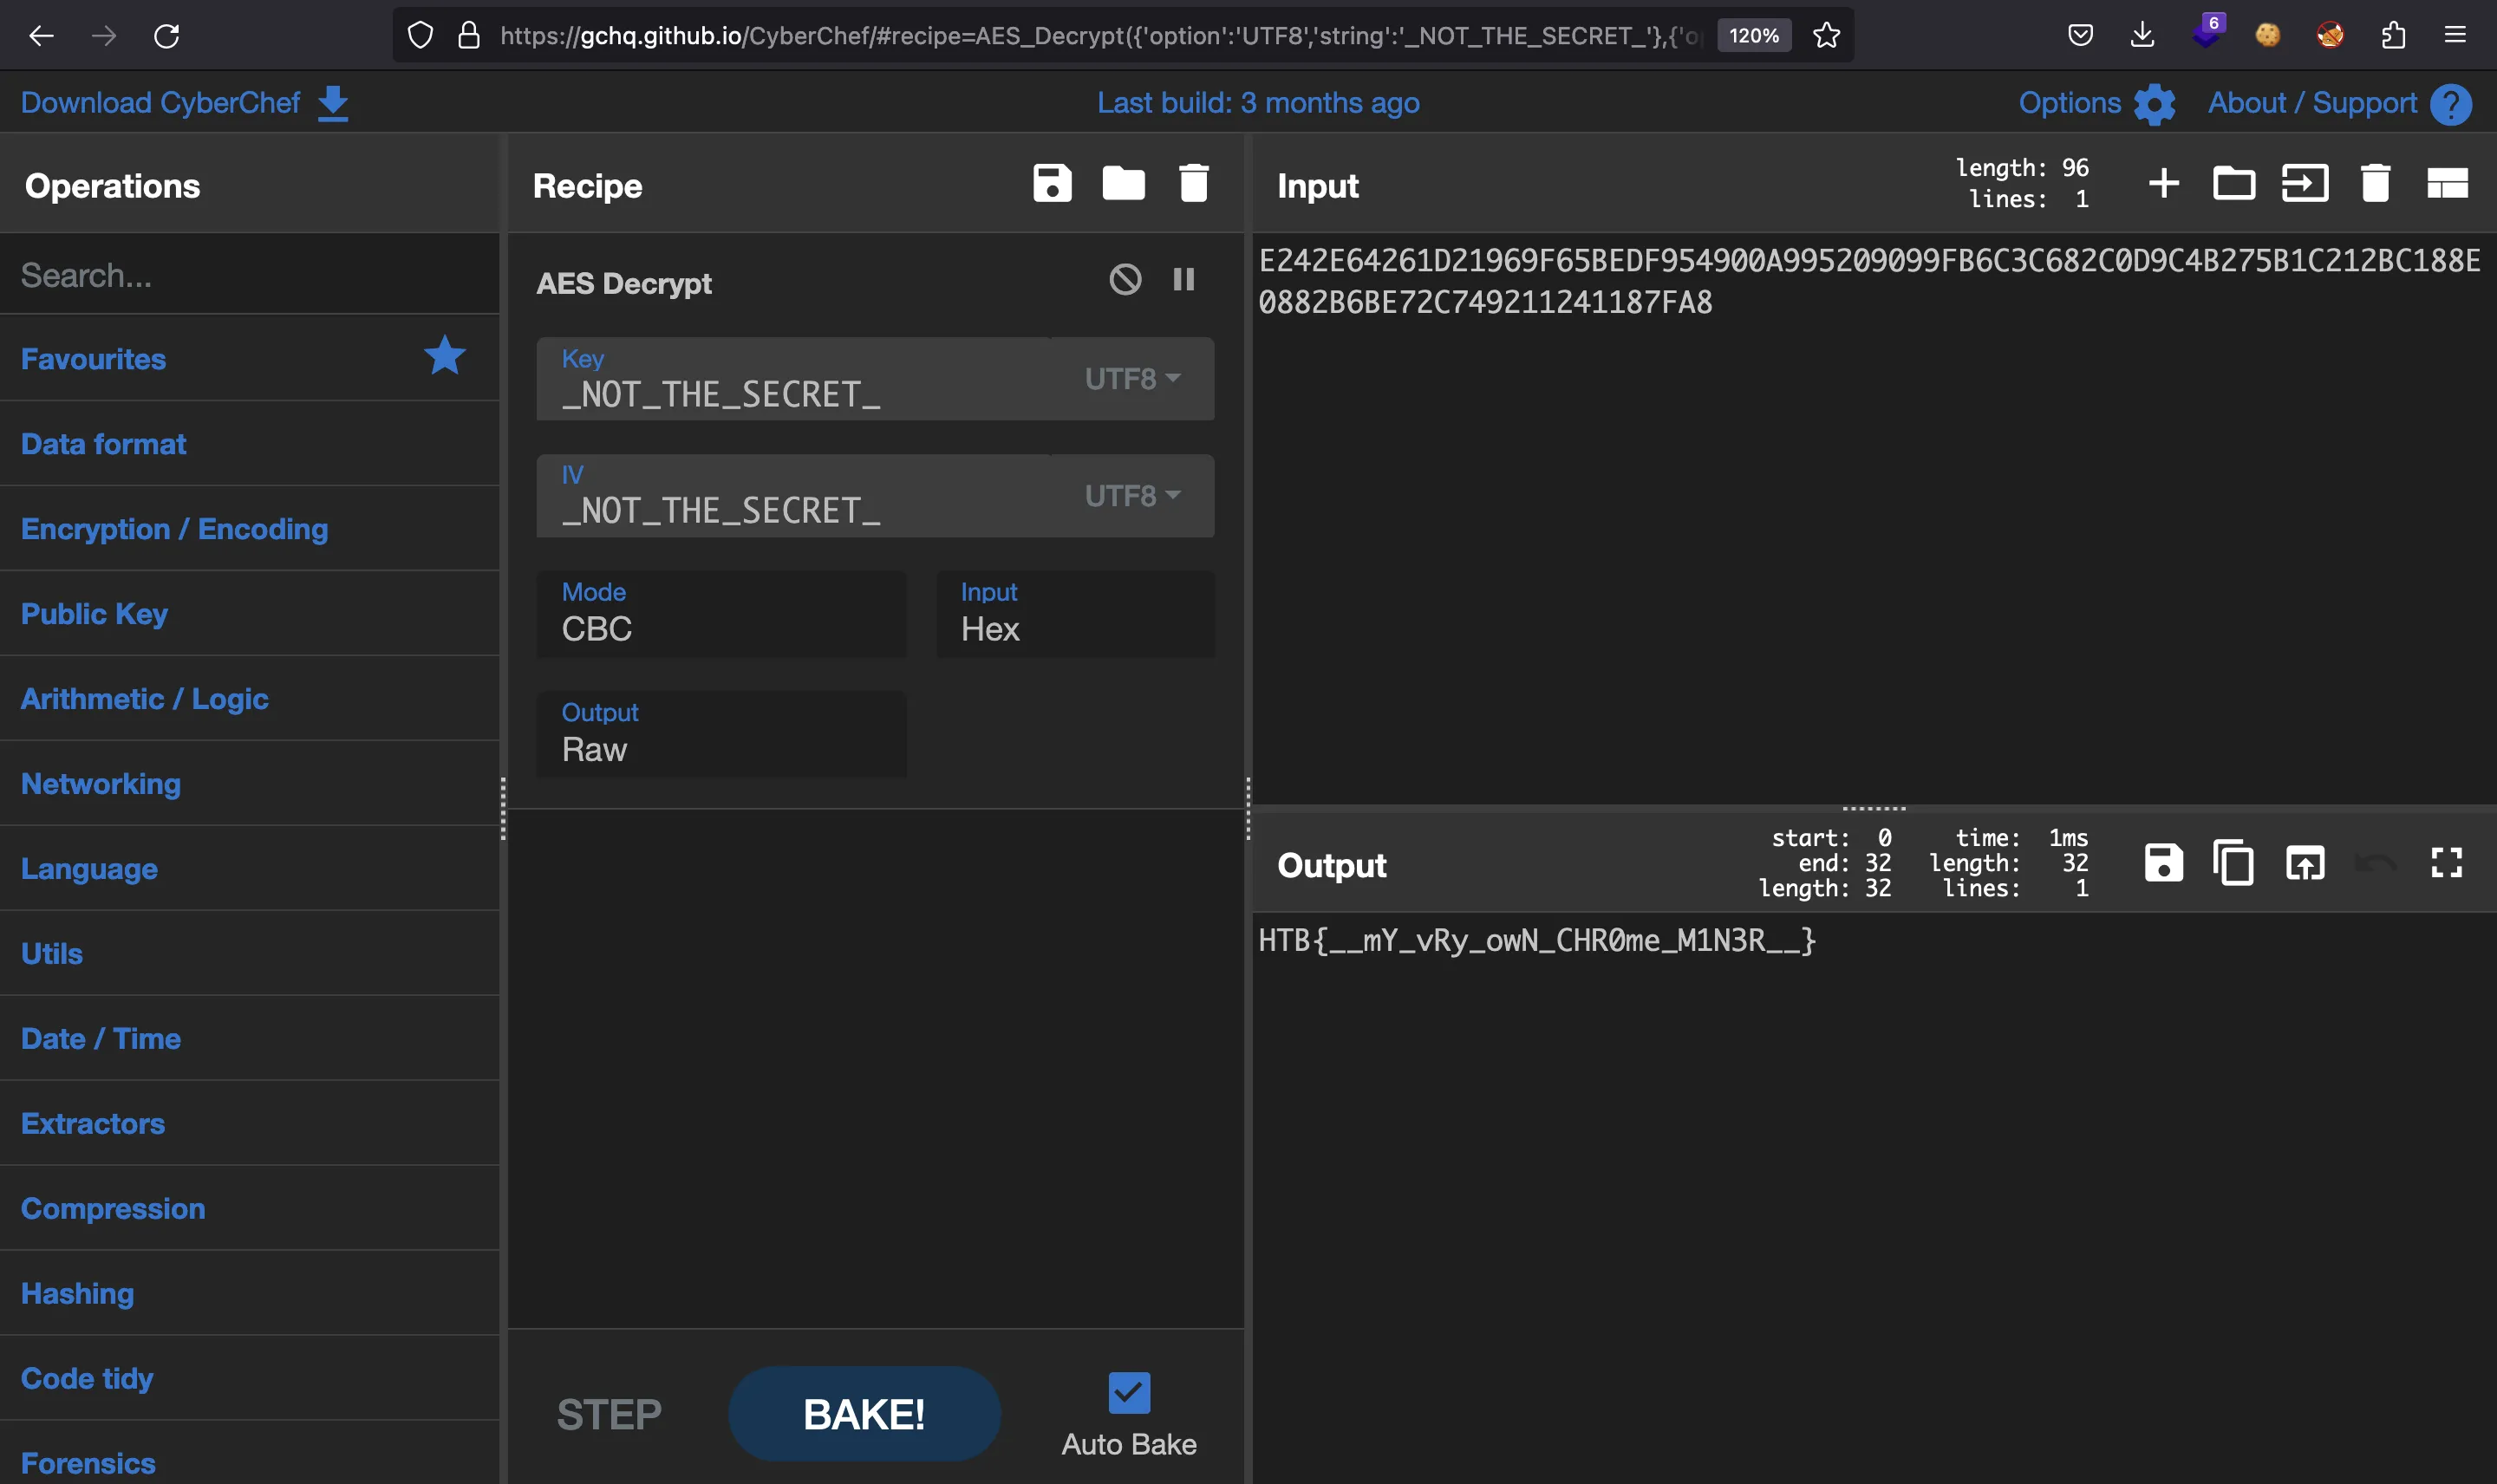 https://gchq.github.io/CyberChef/#recipe=AES_Decrypt({'option':'UTF8','string':'_NOT_THE_SECRET_'},{'o
120%
6
Download CyberChef
Last build: 3 months ago
Options
About / Support
Operations
Search...
Favourites
Data format
Encryption / Encoding
Public Key
Arithmetic / Logic
Networking
Language
Utils
Date / Time
Extractors
Compression
Hashing
Code tidy
Forensics
Recipe
AES Decrypt
Key
_NOT_THE_SECRET_
UTF8
IV
_NOT_THE_SECRET_
UTF8
Mode
CBC
Input
Hex
Output
Raw
STEP
BAKE!
Auto Bake
Input
length: 96
lines: 1
E242E64261D21969F65BEDF954900A995209099FB6C3C682C0D9C4B275B1C212BC188E
0882B6BE72C749211241187FA8
Output
start: 0 time: 1ms
end: 32 length: 32
length: 32 lines: 1
HTB{__mY_vRy_owN_CHR0me_M1N3R__}